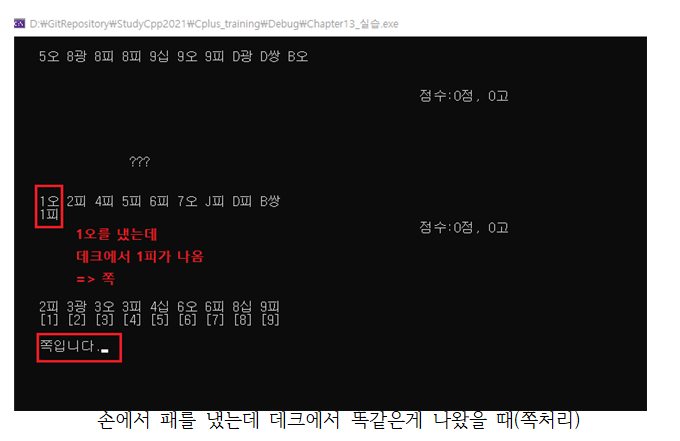 D:\GitRepository\StudyCpp2021\Cplus_training\Debug\Chapter13_실습.exe
5오 8광 8피 8피 9십 9오 9피 D광 D쌍 B오
점수:0점, 0고
???
1오 2피 4피 5피 6피 7오 J피 D피 B쌍
1피
점수:0점, 0고
1오를 냈는데
데크에서 1피가 나옴
=> 쪽
2피 3광 3오 3피 4십 6오 6피 8십 9피
[1] [2] [3] [4] [5] [6] [7] [8] [9]
쪽입니다.
손에서 패를 냈는데 데크에서 똑같은게 나왔을 때(쪽처리)